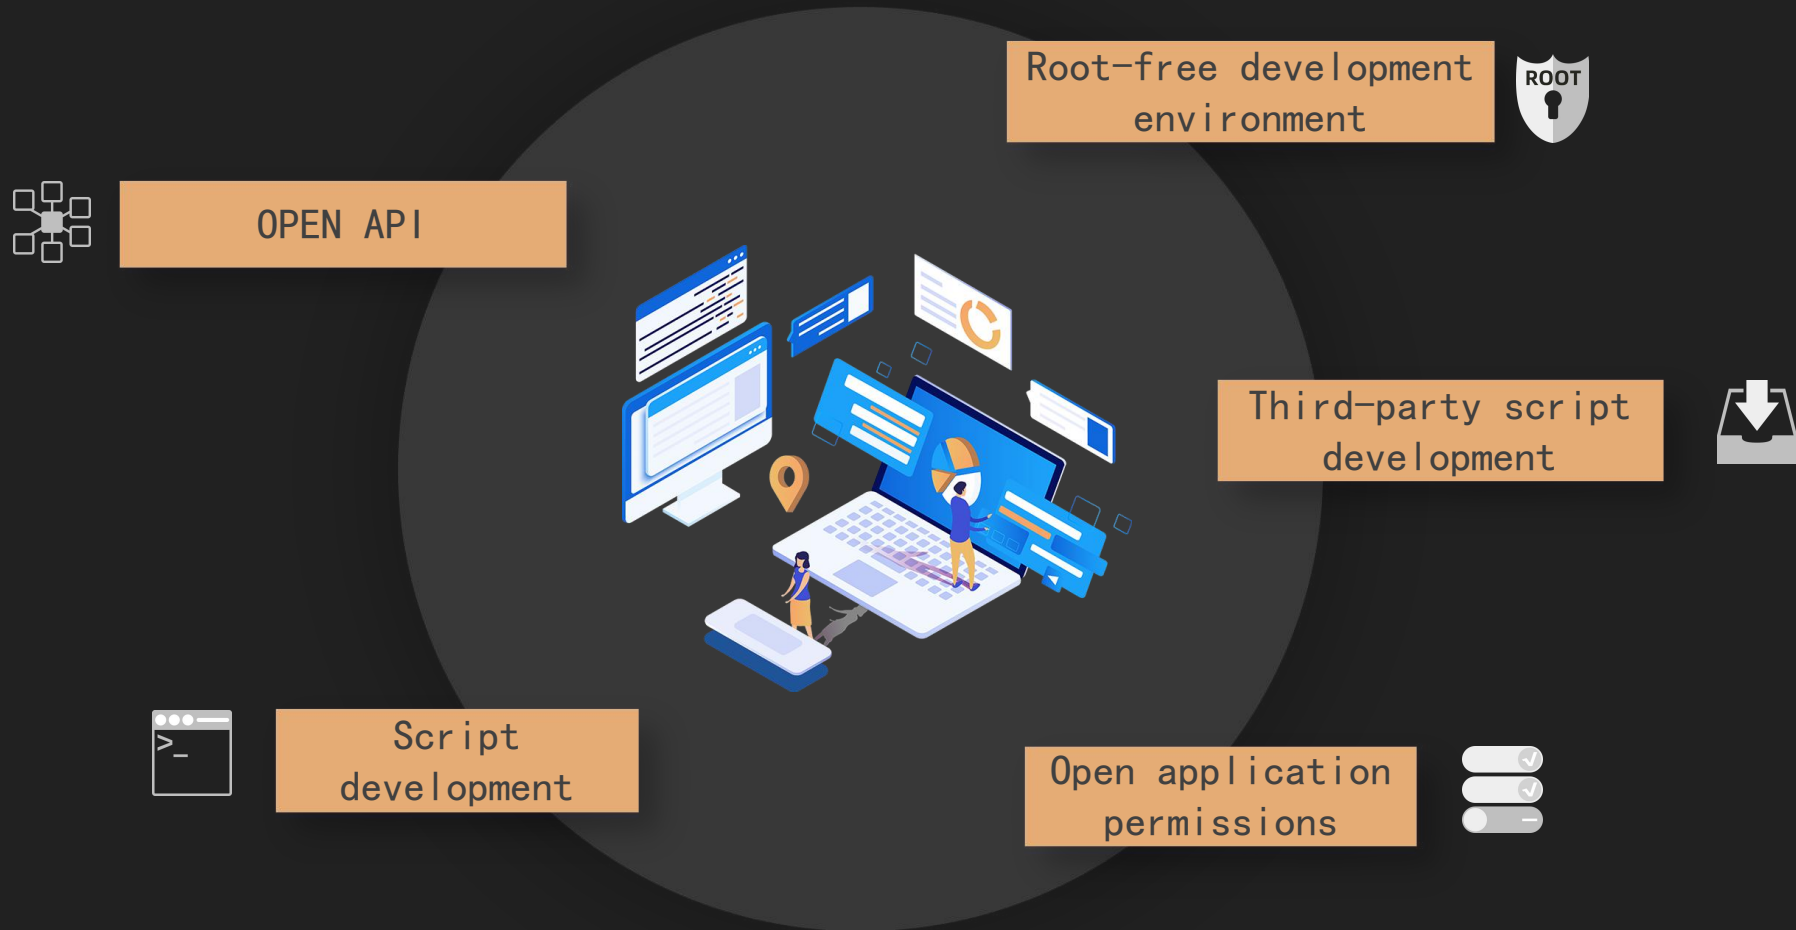 Root-free development
environment
ROOT
OPEN API
Third-party script
development
Script
development
>_
Open application
permissions